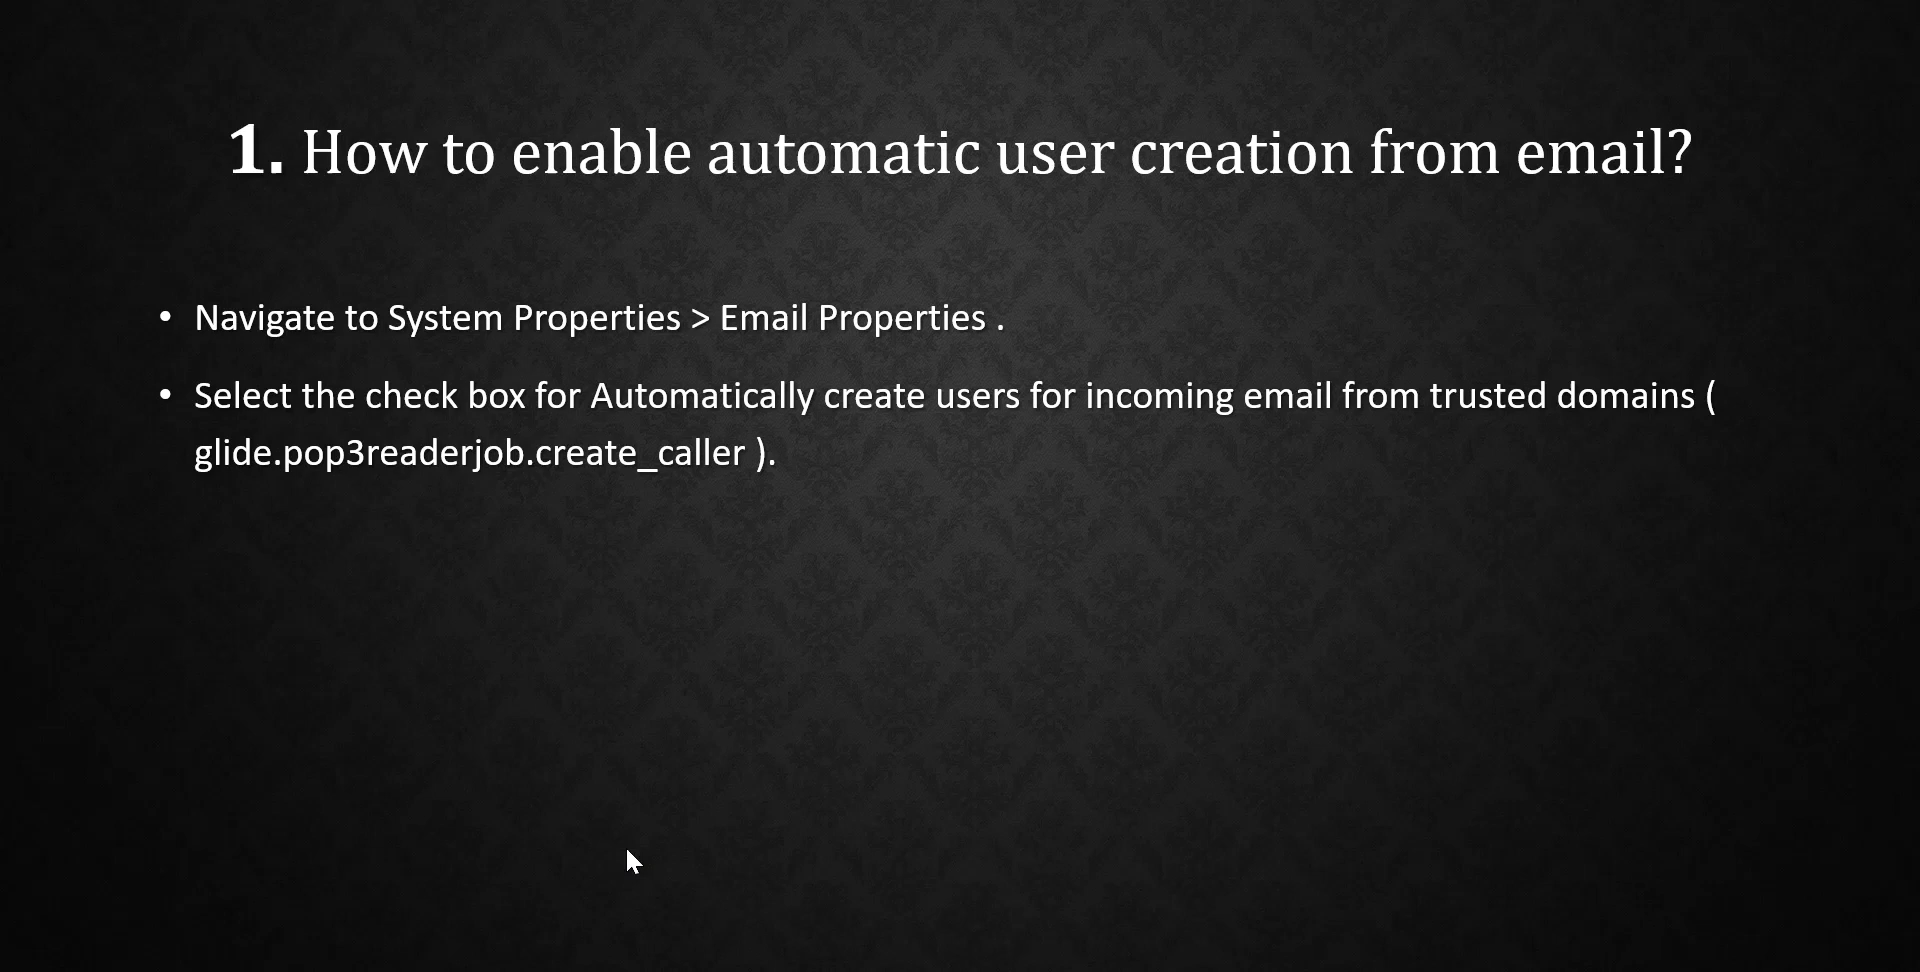 1. How to enable automatic user creation from email?
• Navigate to System Properties > Email Properties .
• Select the check box for Automatically create users for incoming email from trusted domains (
glide.pop3readerjob.create_caller ).